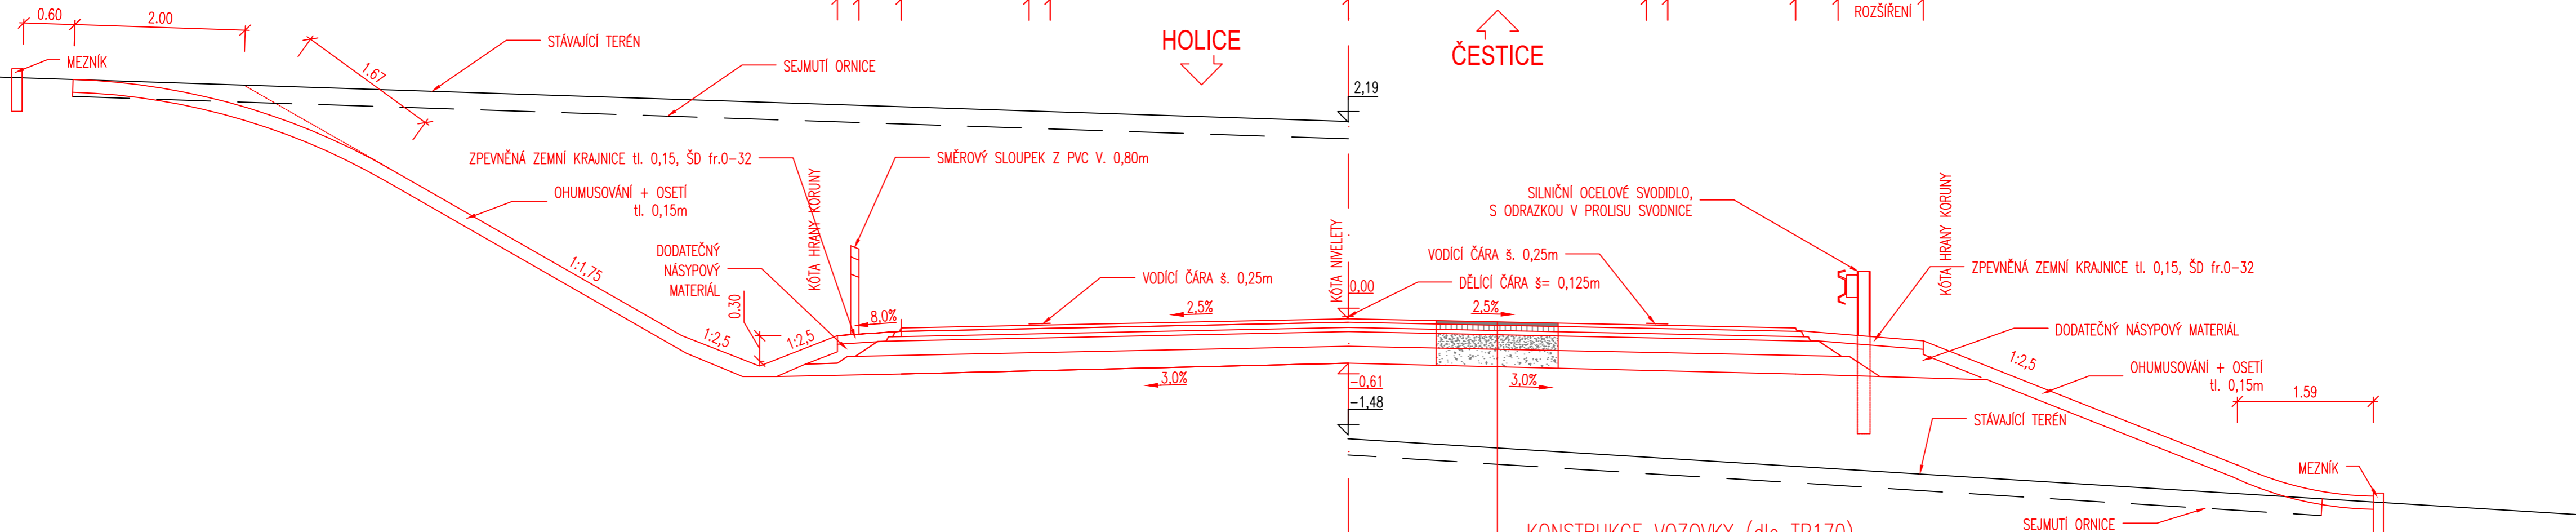 0.60
2.00
ROZŠÍŘENÍ
STÁVAJÍCÍ TERÉN
HOLICE
ČESTICE
MEZNÍK
SEJMUTÍ ORNICE
1.67
2,19
ZPEVNĚNÁ ZEMNÍ KRAJNICE tl. 0,15, ŠD fr.0-32
SMĚROVÝ SLOUPEK Z PVC V. 0,80m
OHUMUSOVÁNÍ + OSETÍ
tl. 0,15m
KÓTA HRANY KORUNY
SILNIČNÍ OCELOVÉ SVODIDLO,
S ODRAZKOU V PROLISU SVODNICE
KÓTA HRANY KORUNY
DODATEČNÝ
NÁSYPOVÝ
MATERIÁL
1:1,75
KÓTA NIVELETY
VODÍCÍ ČÁRA š. 0,25m
VODÍCÍ ČÁRA š. 0,25m
DĚLÍCÍ ČÁRA š= 0,125m
ZPEVNĚNÁ ZEMNÍ KRAJNICE tl. 0,15, ŠD fr.0-32
0,00
0.30
8,0%
2,5%
2,5%
1:2,5
1:2,5
DODATEČNÝ NÁSYPOVÝ MATERIÁL
1:2,5
OHUMUSOVÁNÍ + OSETÍ
tl. 0,15m
3,0%
-0,61
3,0%
1.59
-1,48
STÁVAJÍCÍ TERÉN
MEZNÍK
KONSTRUKCE VOZOVKY (dle TP170)
SEJMUTÍ ORNICE